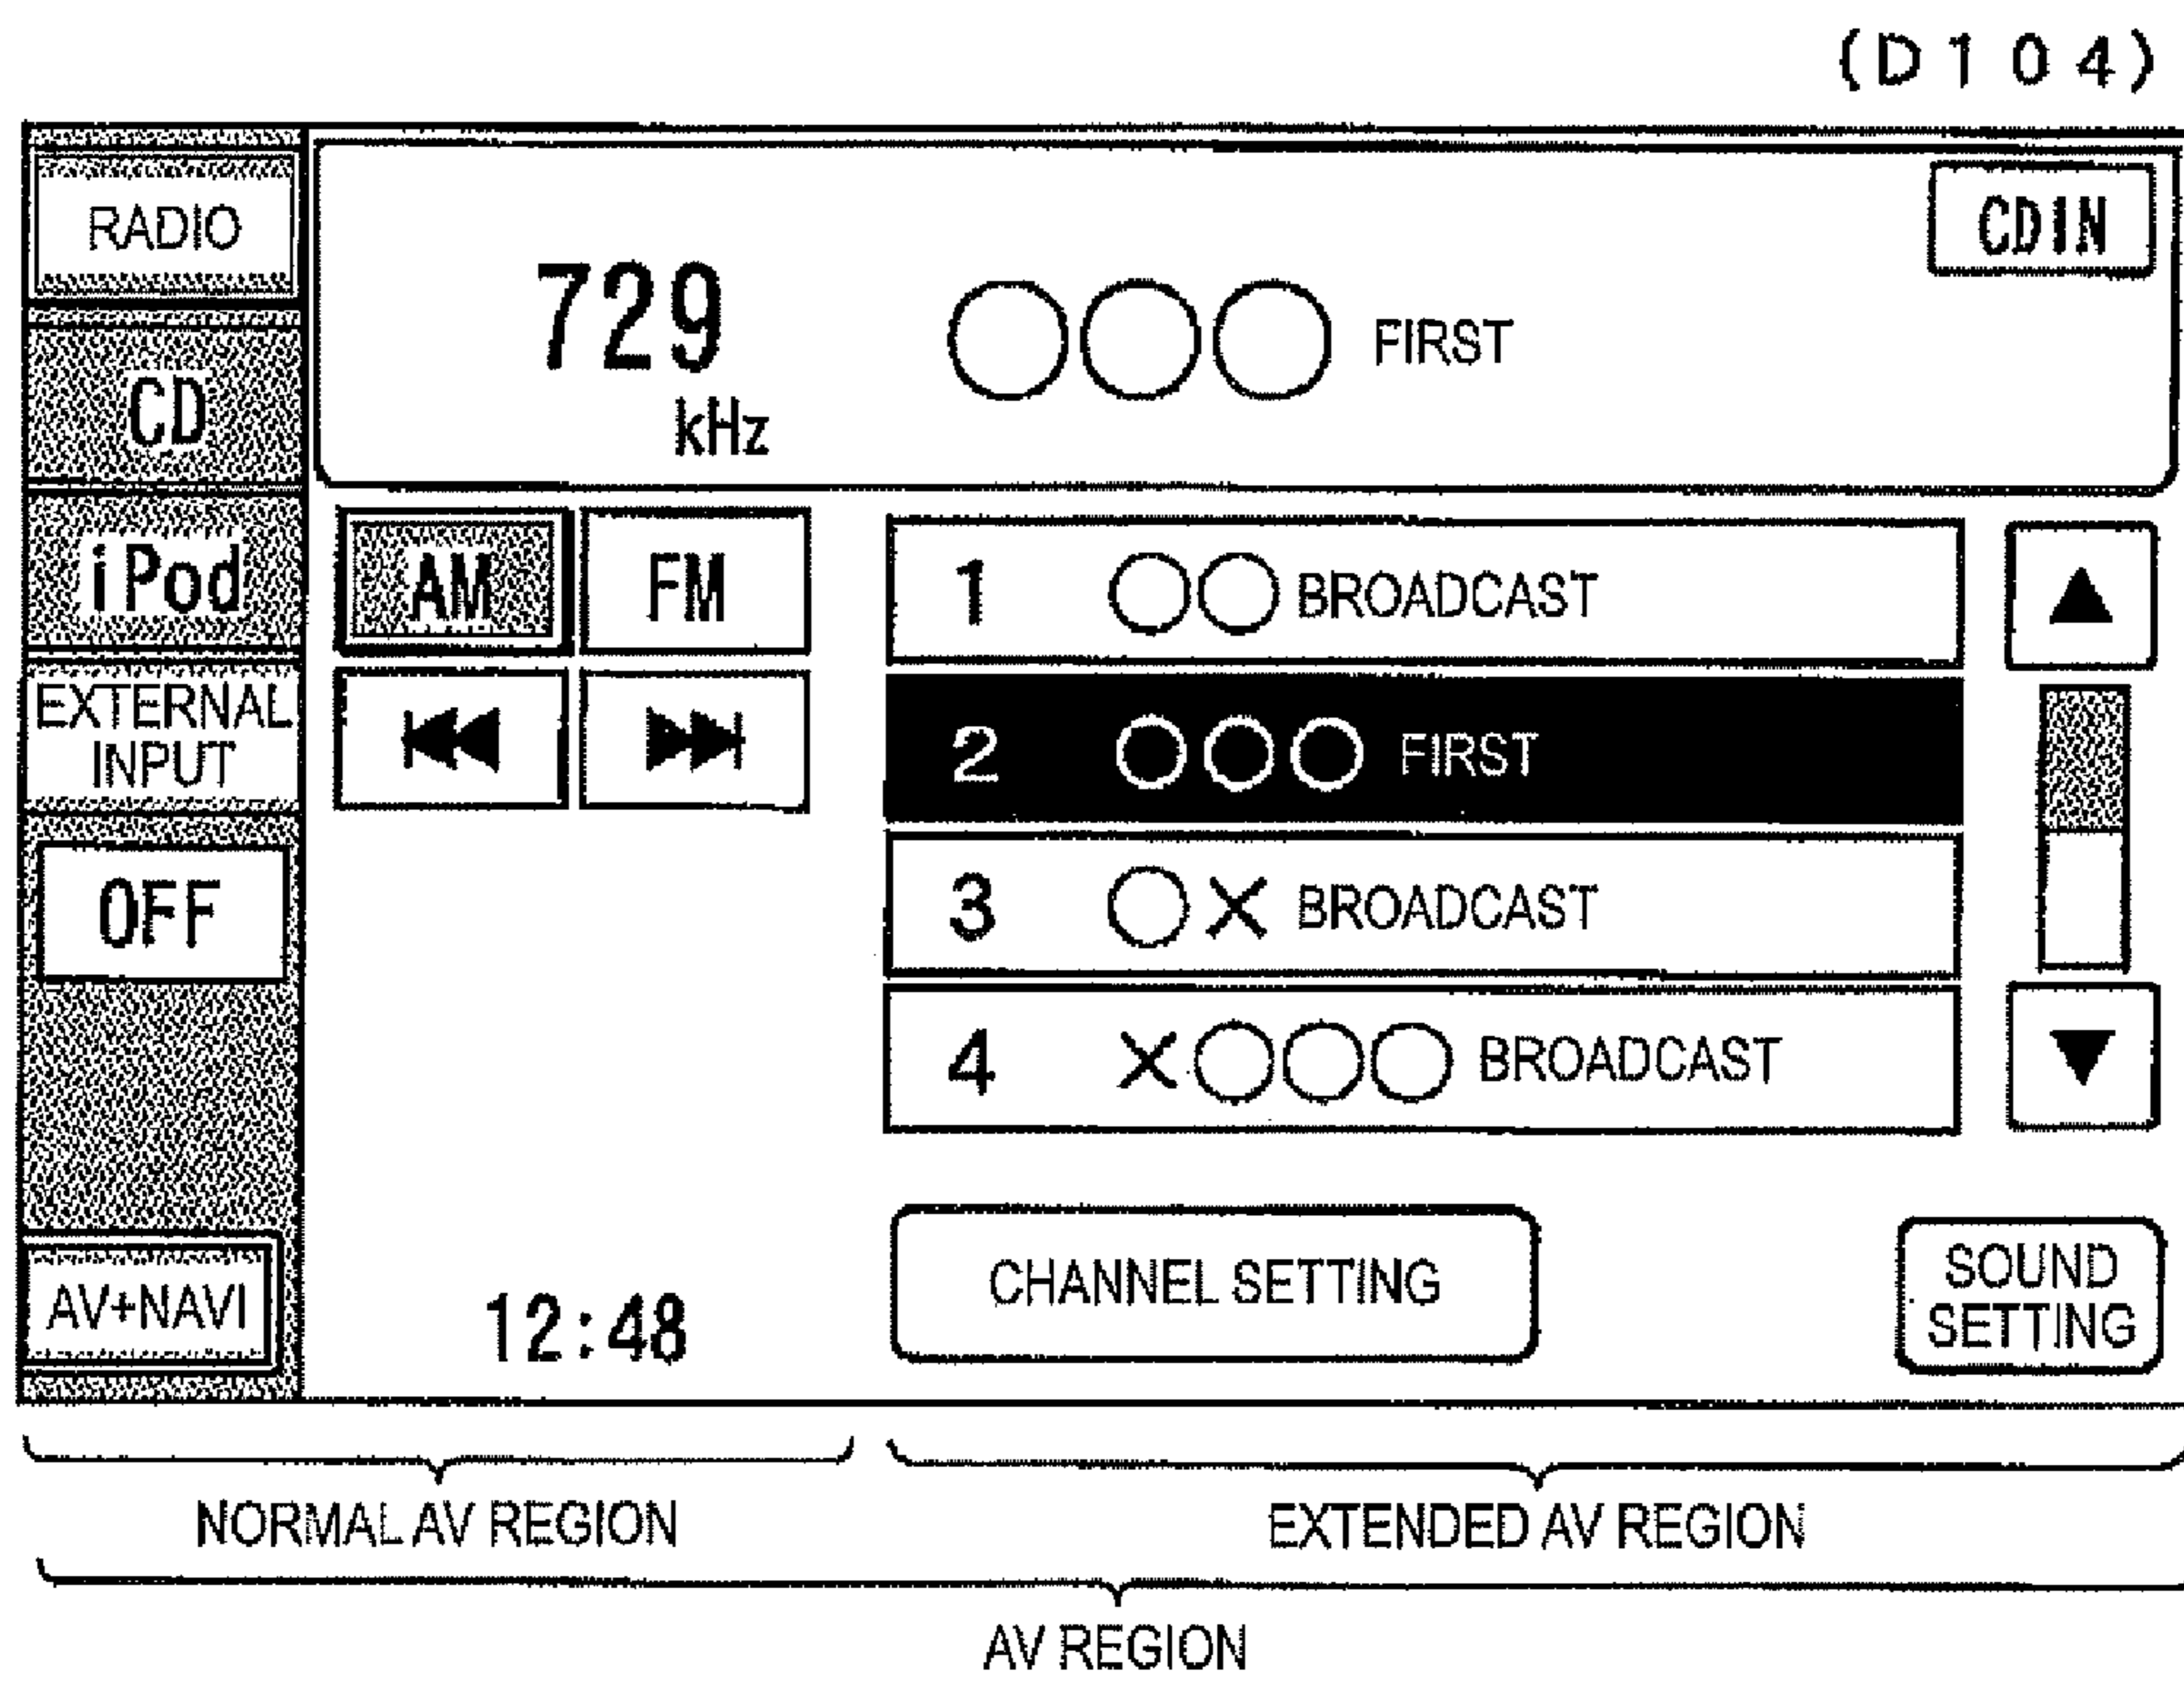 (D104)
RADIO
CD
iPod
EXTERNAL
INPUT
OFF
AV+NAVI
729
kHz
○○○ FIRST
CDIN
AM
FM
1 ○○ BROADCAST
2 ○○○ FIRST
3 ○× BROADCAST
4 ×○○○ BROADCAST
12:48
CHANNEL SETTING
SOUND
SETTING
NORMAL AV REGION
EXTENDED AV REGION
AV REGION